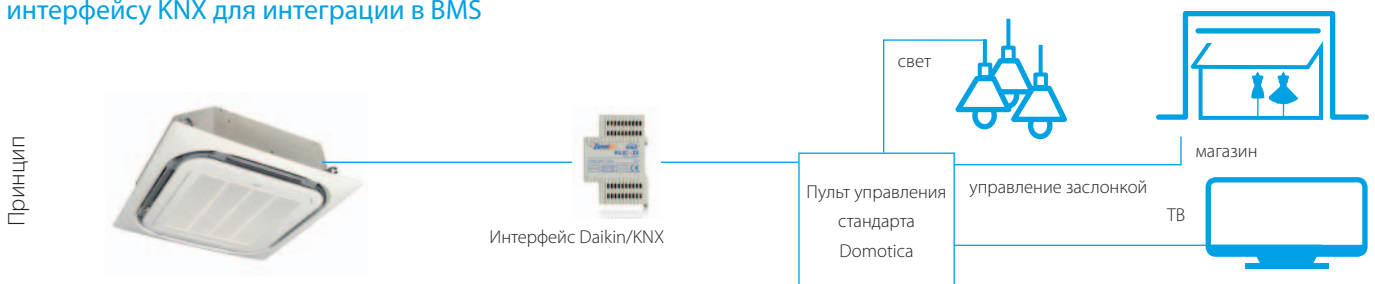 интерфейсу KNX для интеграции в BMS
Принцип
Интерфейс Daikin/KNX
свет
Пульт управления
стандарта
Domotica
магазин
управление заслонкой
ТВ